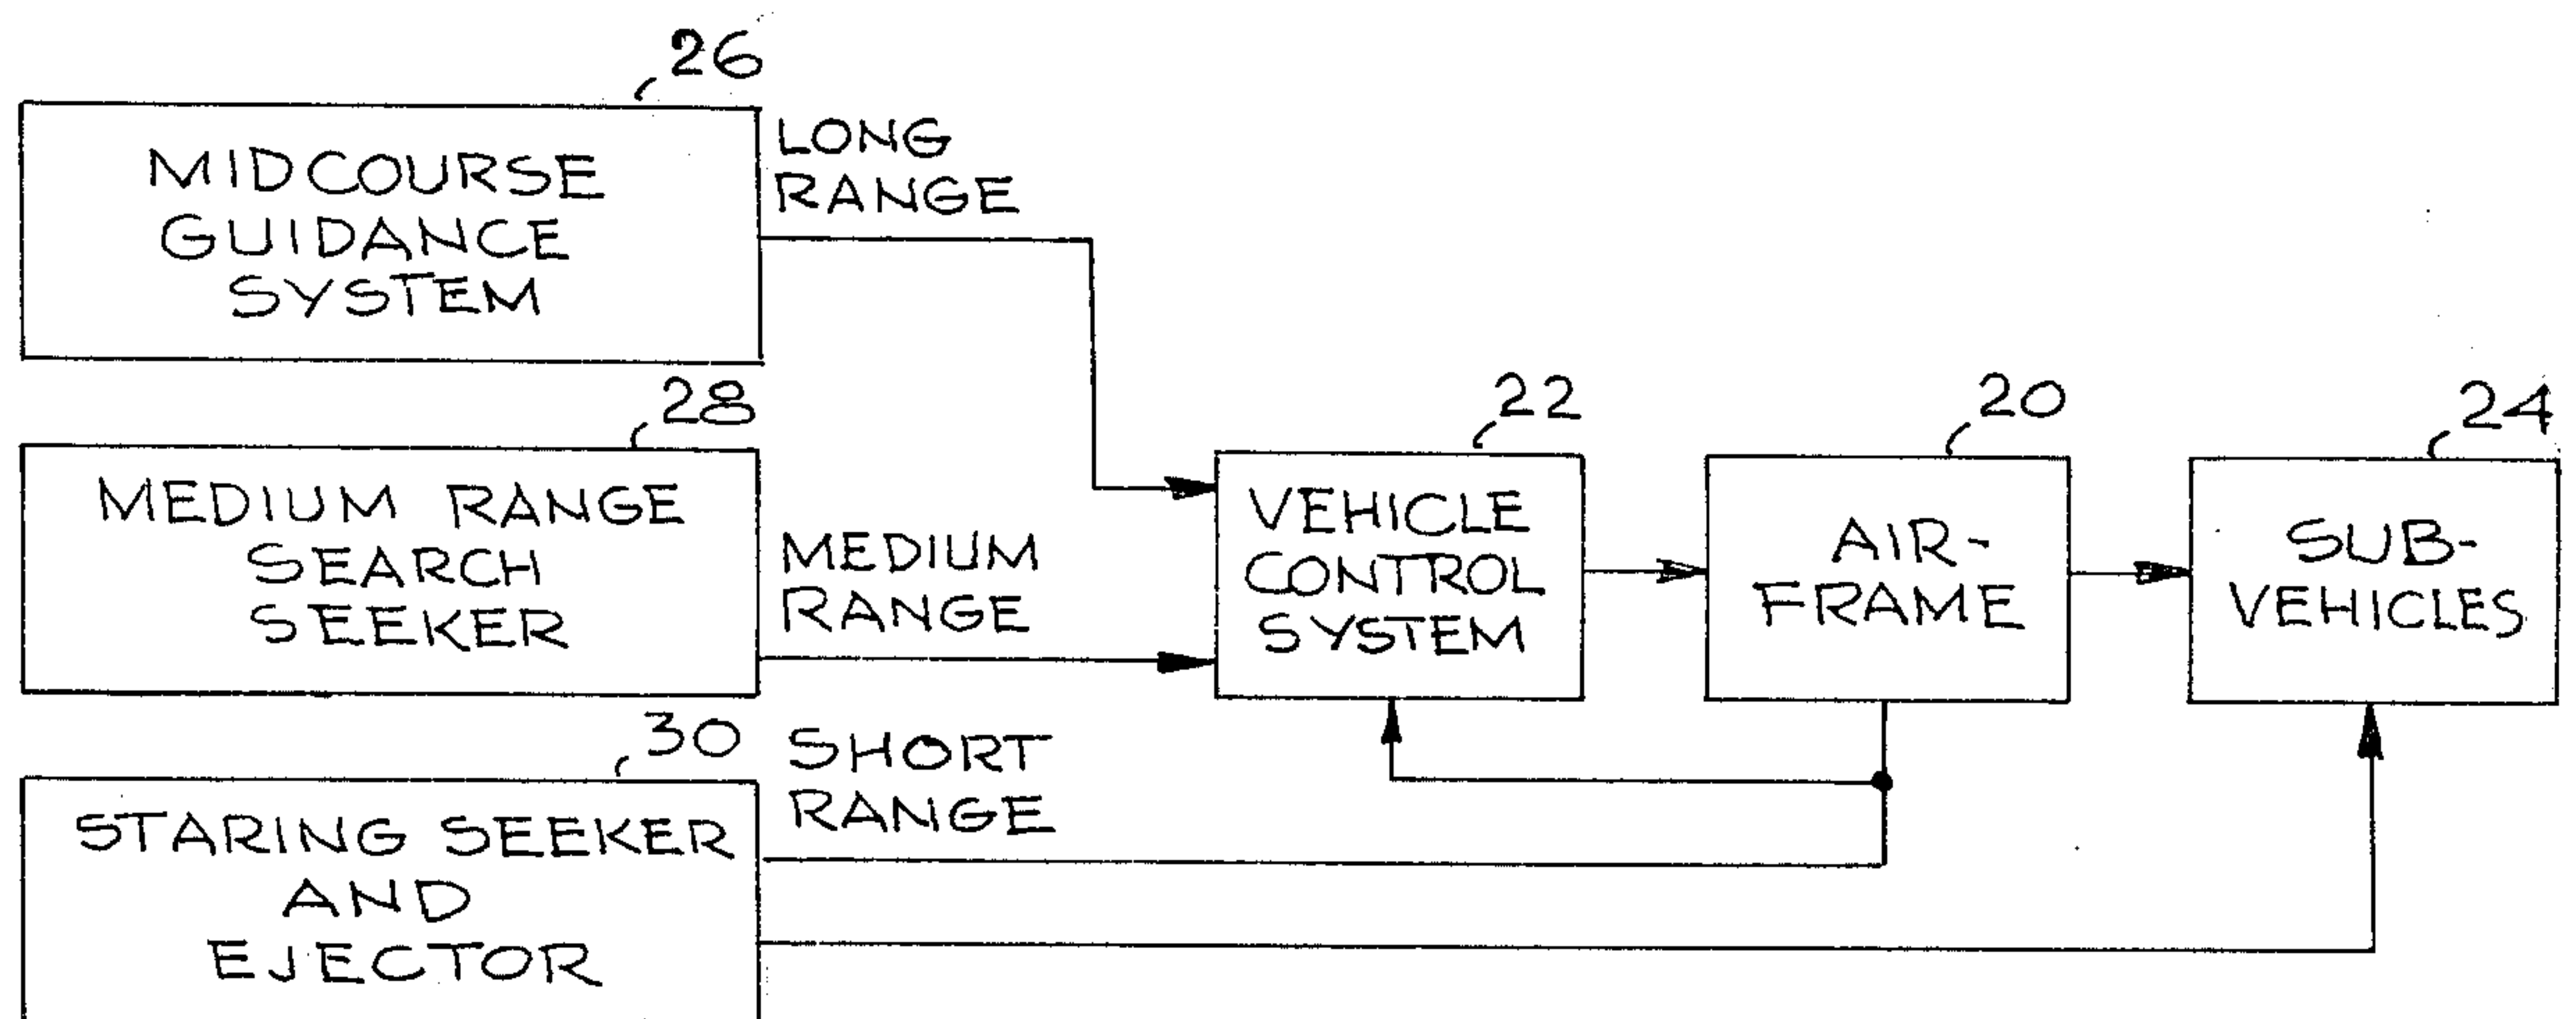 26
MIDCOURSE
GUIDANCE
SYSTEM
LONG
RANGE
28
MEDIUM RANGE
SEARCH
SEEKER
MEDIUM
RANGE
22
VEHICLE
CONTROL
SYSTEM
20
AIR-
FRAME
24
SUB-
VEHICLES
30
STARING SEEKER
AND
EJECTOR
SHORT
RANGE